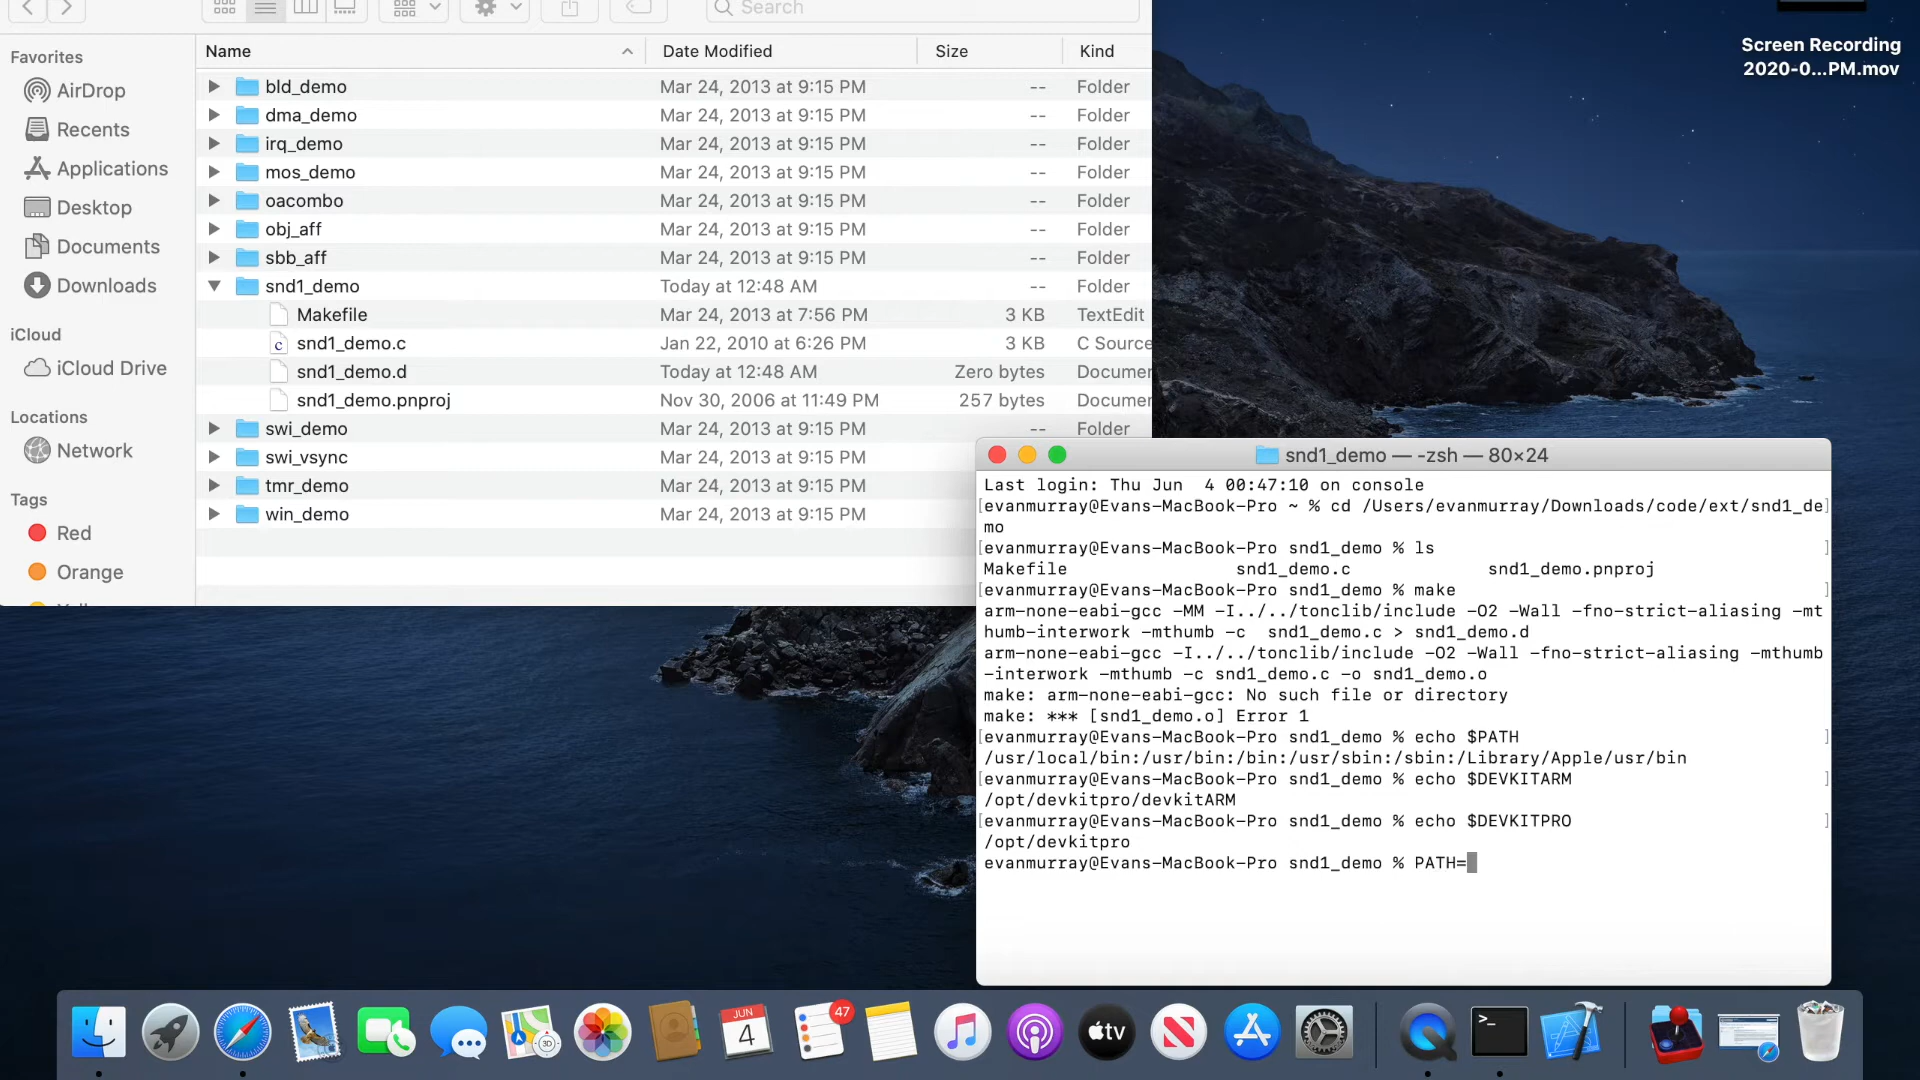 Search
Favorites
AirDrop
Recents
Applications
Desktop
Documents
Downloads
iCloud
iCloud Drive
Locations
Network
Tags
Red
Orange
Name Date Modified Size Kind
bld_demo Mar 24, 2013 at 9:15 PM -- Folder
dma_demo Mar 24, 2013 at 9:15 PM -- Folder
irq_demo Mar 24, 2013 at 9:15 PM -- Folder
mos_demo Mar 24, 2013 at 9:15 PM -- Folder
oacombo Mar 24, 2013 at 9:15 PM -- Folder
obj_aff Mar 24, 2013 at 9:15 PM -- Folder
sbb_aff Mar 24, 2013 at 9:15 PM -- Folder
snd1_demo Today at 12:48 AM -- Folder
Makefile Mar 24, 2013 at 7:56 PM 3 KB TextEdit
snd1_demo.c Jan 22, 2010 at 6:26 PM 3 KB C Source
snd1_demo.d Today at 12:48 AM Zero bytes Documen
snd1_demo.pnproj Nov 30, 2006 at 11:49 PM 257 bytes Documen
swi_demo Mar 24, 2013 at 9:15 PM -- Folder
swi_vsync Mar 24, 2013 at 9:15 PM
tmr_demo Mar 24, 2013 at 9:15 PM
win_demo Mar 24, 2013 at 9:15 PM
Screen Recording
2020-0...PM.mov
snd1_demo — -zsh — 80×24
Last login: Thu Jun  4 00:47:10 on console
[evanmurray@Evans-MacBook-Pro ~ % cd /Users/evanmurray/Downloads/code/ext/snd1_de]
mo
[evanmurray@Evans-MacBook-Pro snd1_demo % ls ]
Makefile snd1_demo.c snd1_demo.pnproj
[evanmurray@Evans-MacBook-Pro snd1_demo % make ]
arm-none-eabi-gcc -MM -I../../tonclib/include -O2 -Wall -fno-strict-aliasing -mt
humb-interwork -mthumb -c  snd1_demo.c > snd1_demo.d
arm-none-eabi-gcc -I../../tonclib/include -O2 -Wall -fno-strict-aliasing -mthumb
-interwork -mthumb -c snd1_demo.c -o snd1_demo.o
make: arm-none-eabi-gcc: No such file or directory
make: *** [snd1_demo.o] Error 1
[evanmurray@Evans-MacBook-Pro snd1_demo % echo $PATH ]
/usr/local/bin:/usr/bin:/bin:/usr/sbin:/sbin:/Library/Apple/usr/bin
[evanmurray@Evans-MacBook-Pro snd1_demo % echo $DEVKITARM ]
/opt/devkitpro/devkitARM
[evanmurray@Evans-MacBook-Pro snd1_demo % echo $DEVKITPRO ]
/opt/devkitpro
evanmurray@Evans-MacBook-Pro snd1_demo % PATH=
3D
JUN
4
47
tv
>_